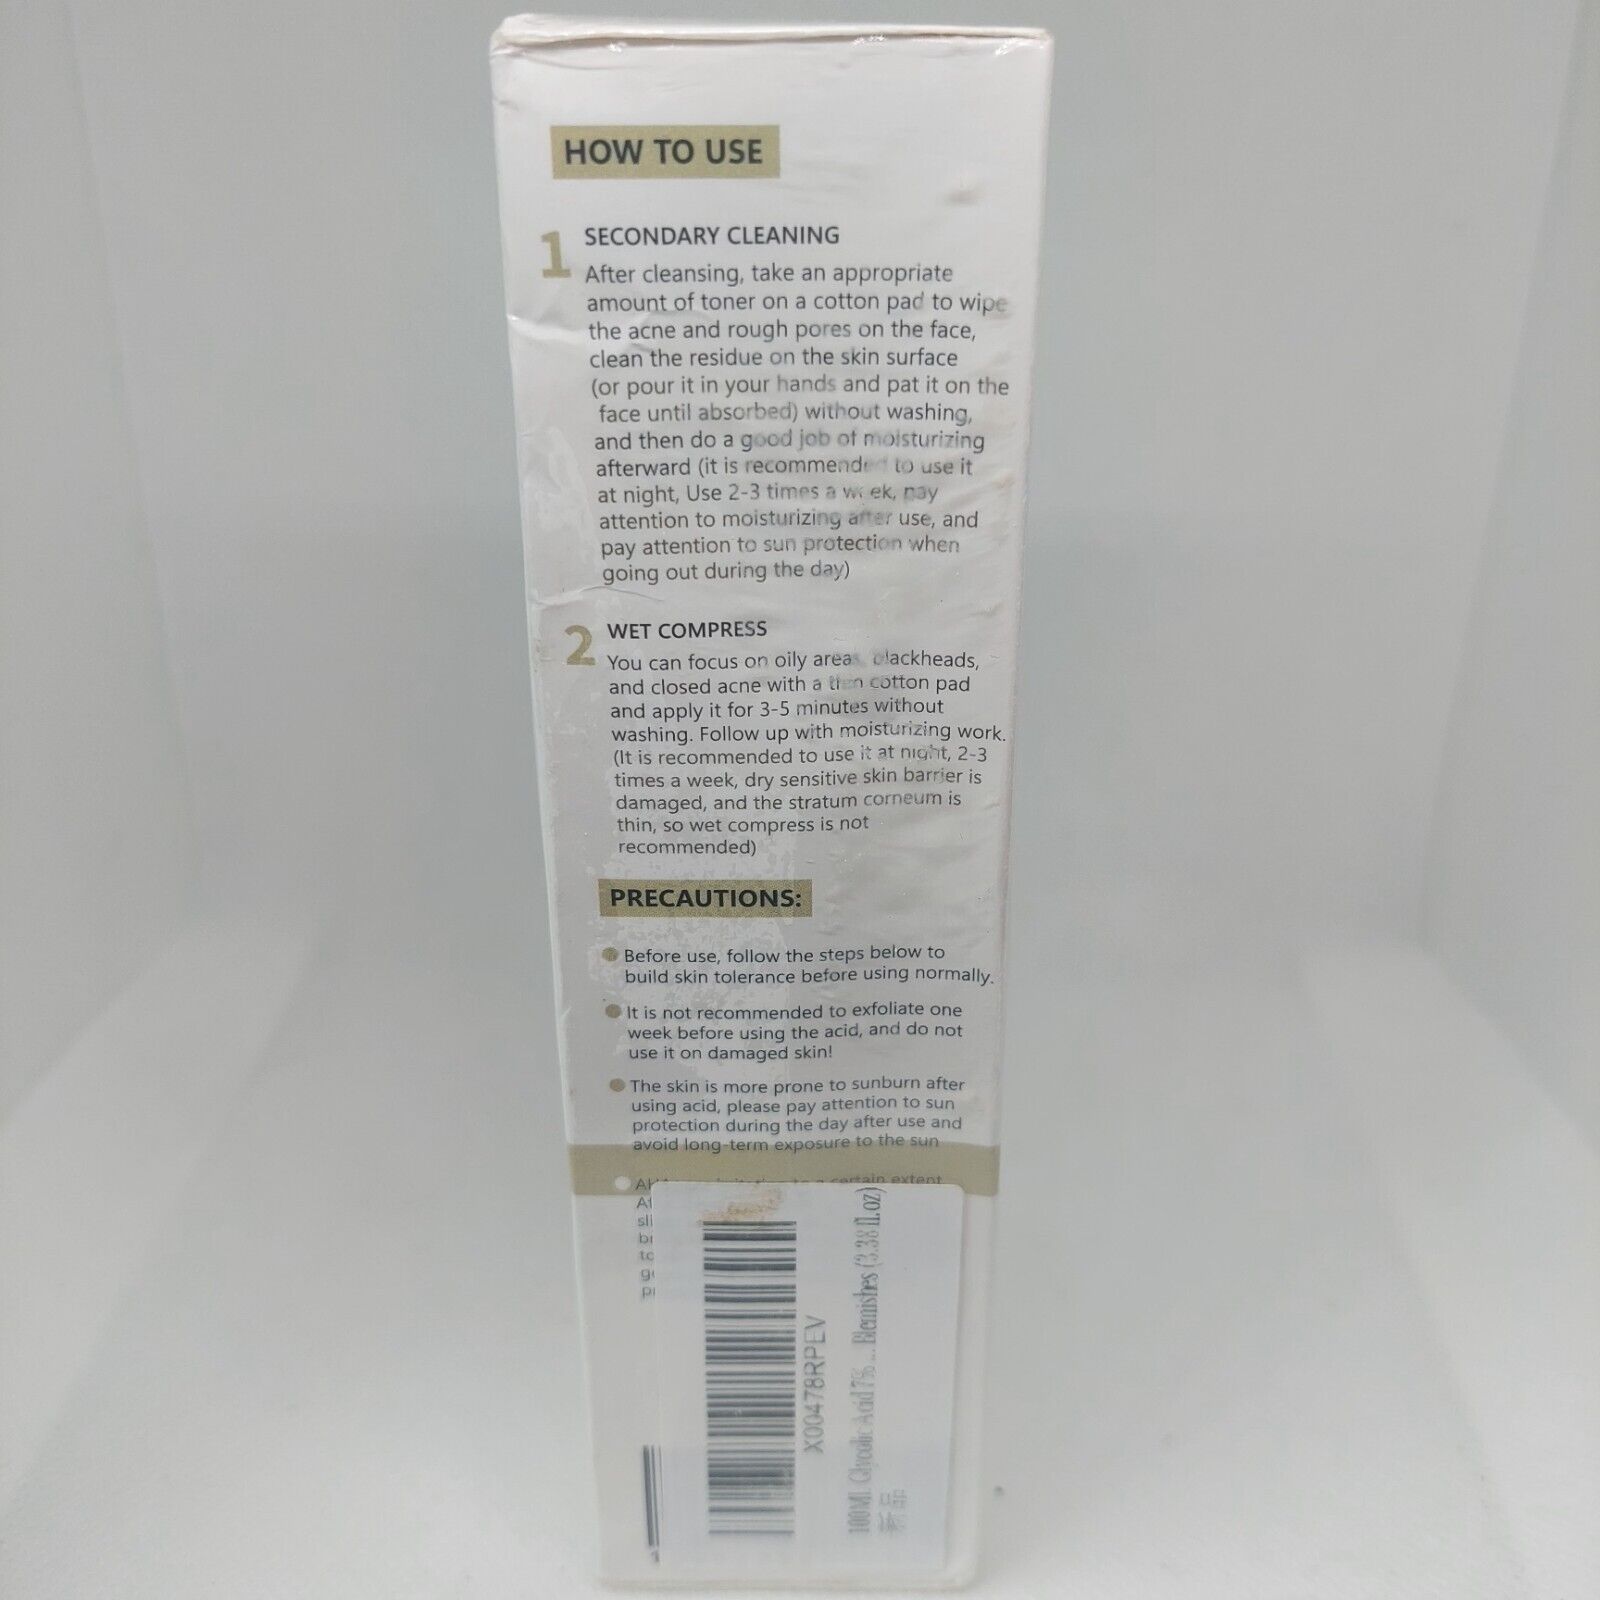 HOW TO USE
1
SECONDARY CLEANING
After cleansing, take an appropriate
amount of toner on a cotton pad to wipe
the acne and rough pores on the face,
clean the residue on the skin surface
(or pour it in your hands and pat it on the
face until absorbed) without washing,
and then do a good job of moisturizing
afterward (it is recommended to use it
at night, Use 2-3 times a week, pay
attention to moisturizing after use, and
pay attention to sun protection when
going out during the day)
2
WET COMPRESS
You can focus on oily areas, blackheads,
and closed acne with a thin cotton pad
and apply it for 3-5 minutes without
washing. Follow up with moisturizing work.
(It is recommended to use it at night, 2-3
times a week, dry sensitive skin barrier is
damaged, and the stratum corneum is
thin, so wet compress is not
recommended)
PRECAUTIONS:
Before use, follow the steps below to
build skin tolerance before using normally.
It is not recommended to exfoliate one
week before using the acid, and do not
use it on damaged skin!
The skin is more prone to sunburn after
using acid, please pay attention to sun
protection during the day after use and
avoid long-term exposure to the sun
certain extent
X00478RPEV
100ML Glycolic Acid 7% ... Blemishes (3.38 fl.oz)
新品